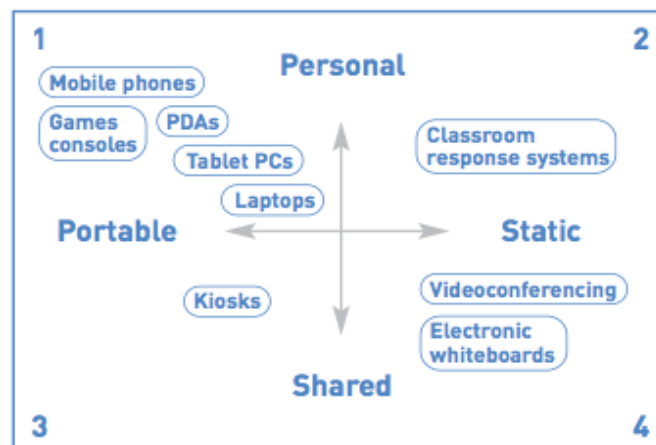 1
2
Personal
Mobile phones
Games
consoles
PDAs
Classroom
response systems
Tablet PCs
Laptops
Portable
Static
Kiosks
Videoconferencing
Electronic
whiteboards
Shared
3
4